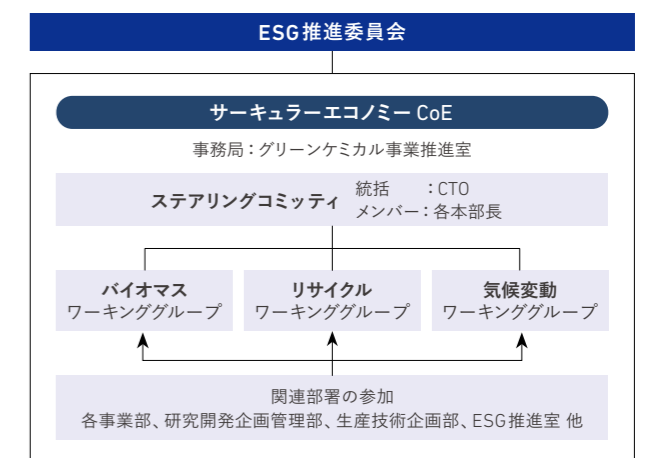 ESG推進委員会
サーキュラーエコノミー CoE
事務局：グリーンケミカル事業推進室
ステアリングコミッティ
統括　　：CTO
メンバー：各本部長
バイオマス
ワーキンググループ
リサイクル
ワーキンググループ
気候変動
ワーキンググループ
関連部署の参加
各事業部、研究開発企画管理部、生産技術企画部、ESG推進室 他